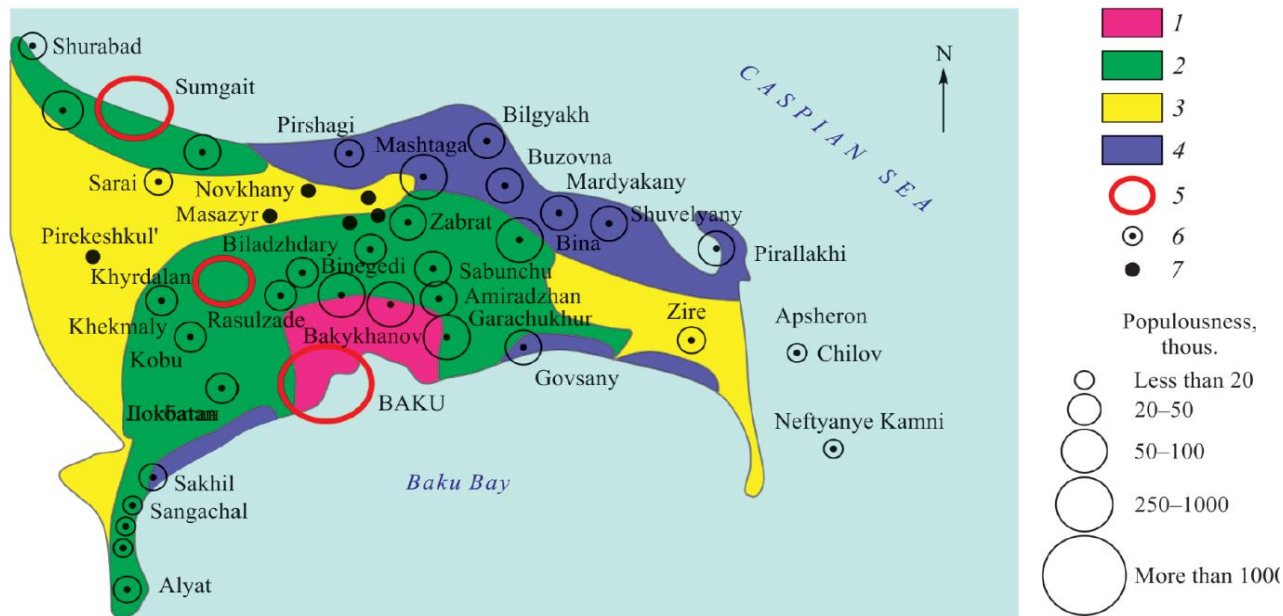 Shurabad
Sumgait
Pirshagi
Bilgyakh
Mashtaga
Buzovna
Mardyakany
Sarai
Novkhany
Masazyr
Zabrat
Shuvelyany
Bina
Pirallakhi
Pirekeshkul'
Biladzhdary
Khyrdalan
Binegedi
Sabunchu
Khekmaly
Rasulzade
Amiradzhan
Garachukhur
Kobu
Bakykhanov
Zire
Govsany
BAKU
Apsheron
Chilov
Neftyanye Kamni
Sakhil
Sangachal
Alyat
Baku Bay
CASPIAN SEA
N
1
2
3
4
5
6
7
Populousness,
thous.
Less than 20
20–50
50–100
250–1000
More than 1000